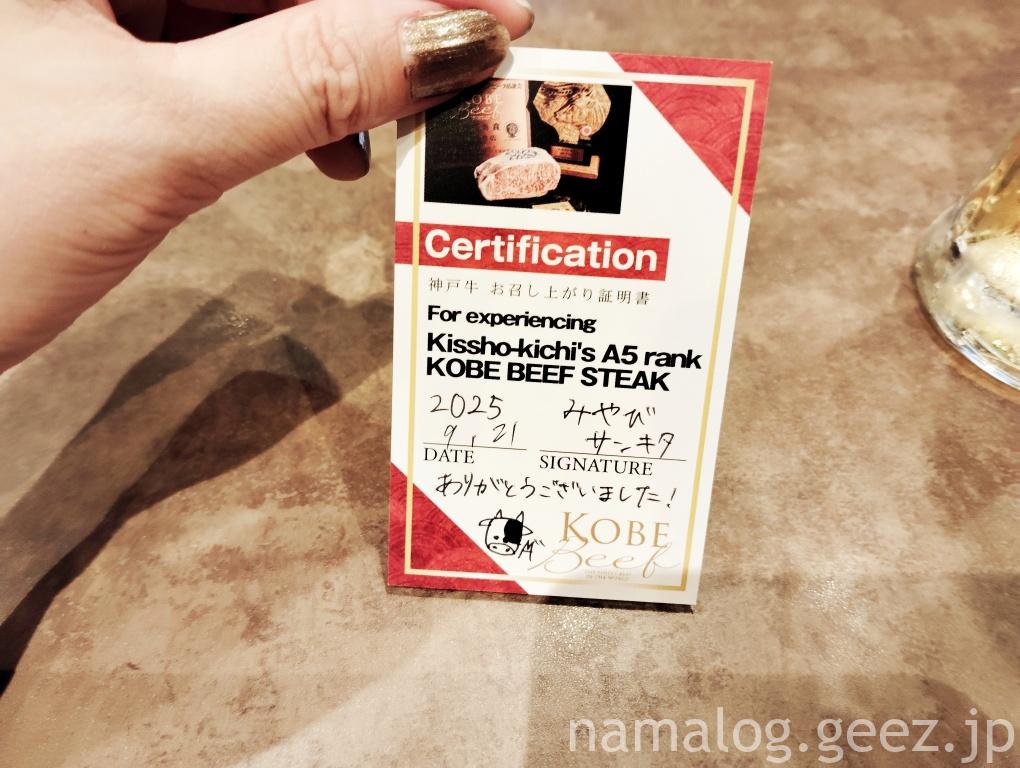 KOBE
Beef
Certification
神戸牛 お召し上がり証明書
For experiencing
Kissho-kichi's A5 rank
KOBE BEEF STEAK
2025 みやび
9, 21 サンキタ
DATE SIGNATURE
ありがとうございました!
KOBE
Beef
namalog.geez.jp